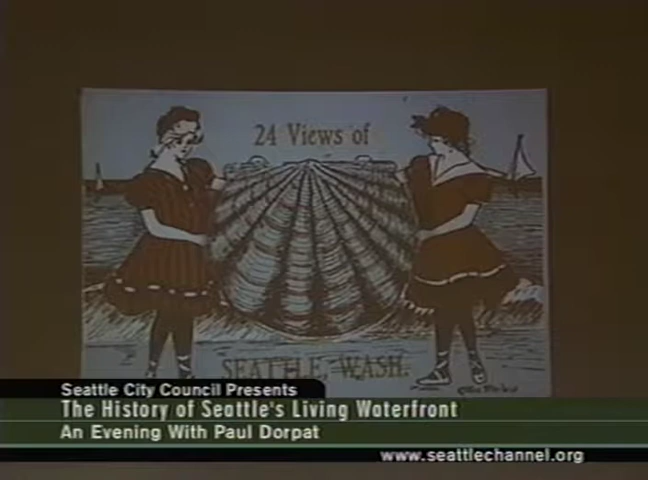 24 Views of
SEATTLE, WASH.
Seattle City Council Presents
The History of Seattle's Living Waterfront
An Evening With Paul Dorpat
www.seattlechannel.org